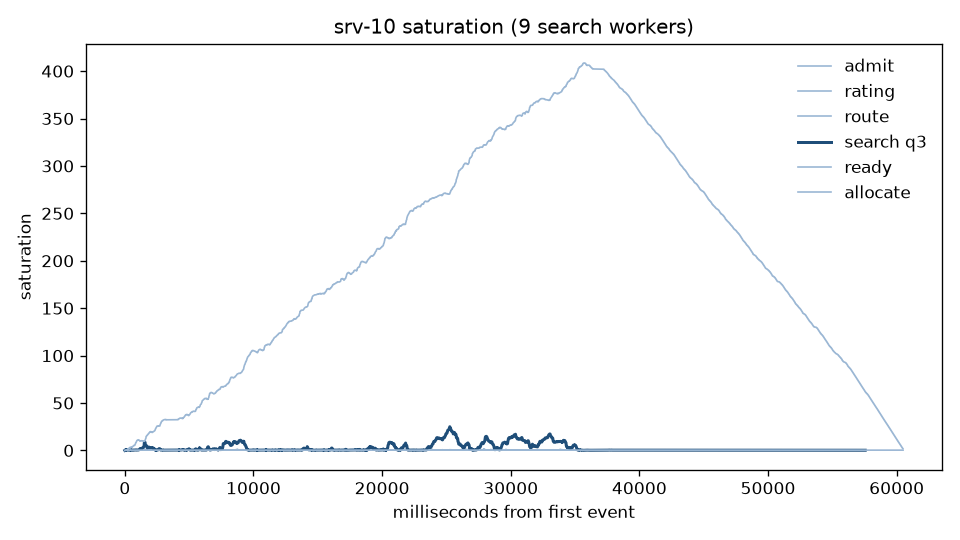 srv-10 saturation (9 search workers)
admit
rating
route
search q3
ready
allocate
saturation
400
350
300
250
200
150
100
50
0
0 10000 20000 30000 40000 50000 60000
milliseconds from first event